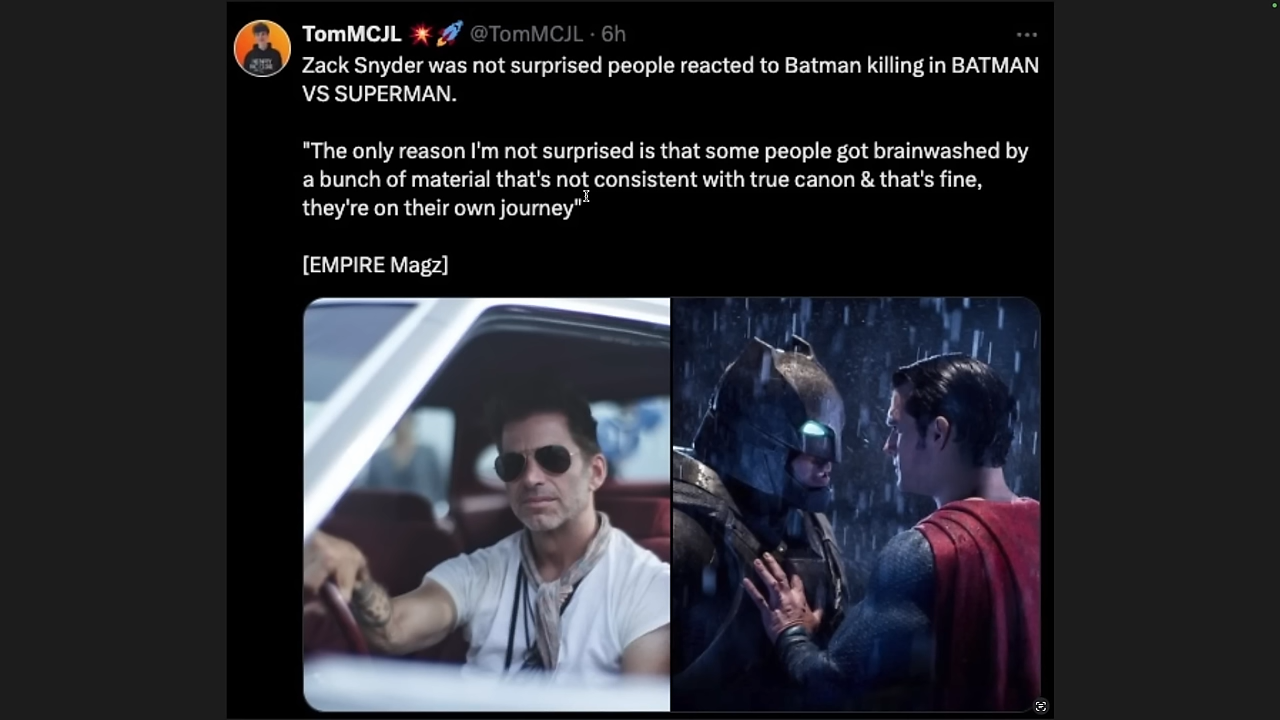 TomMCJL 💥🚀 @TomMCJL · 6h
Zack Snyder was not surprised people reacted to Batman killing in BATMAN
VS SUPERMAN.
"The only reason I'm not surprised is that some people got brainwashed by
a bunch of material that's not consistent with true canon & that's fine,
they're on their own journey"
[EMPIRE Magz]